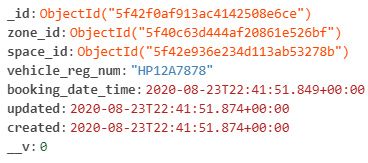 _id: ObjectId("5f42f0af913ac4142508e6ce")
zone_id: ObjectId("5f40c63d444af20861e526bf")
space_id: ObjectId("5f42e936e234d113ab53278b")
vehicle_reg_num: "HP12A7878"
booking_date_time: 2020-08-23T22:41:51.849+00:00
updated: 2020-08-23T22:41:51.874+00:00
created: 2020-08-23T22:41:51.874+00:00
__v: 0